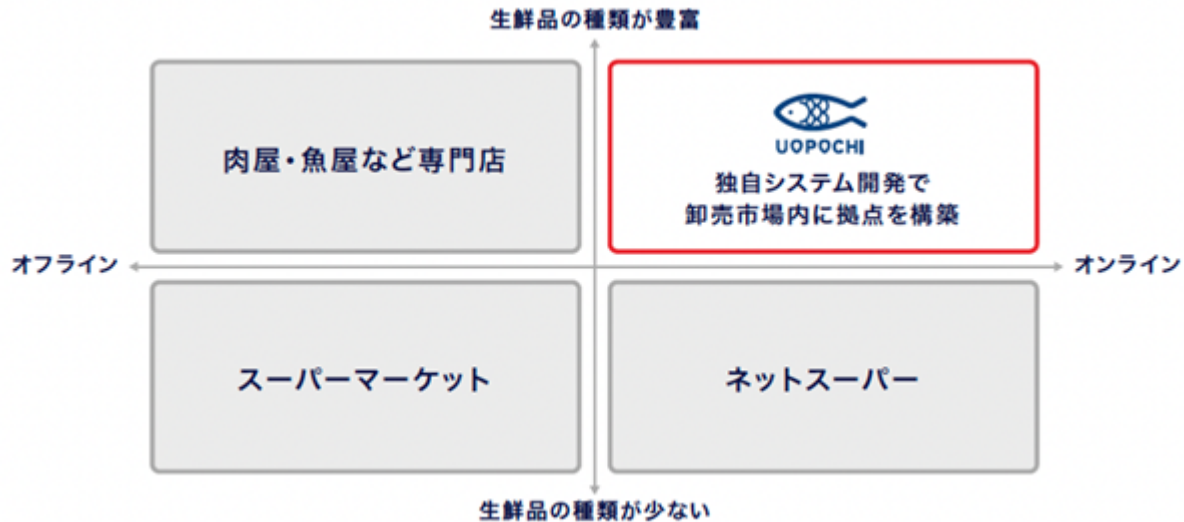 生鮮品の種類が豊富
肉屋・魚屋など専門店
UOPOCHI
独自システム開発で
卸売市場内に拠点を構築
オフライン
オンライン
スーパーマーケット
ネットスーパー
生鮮品の種類が少ない